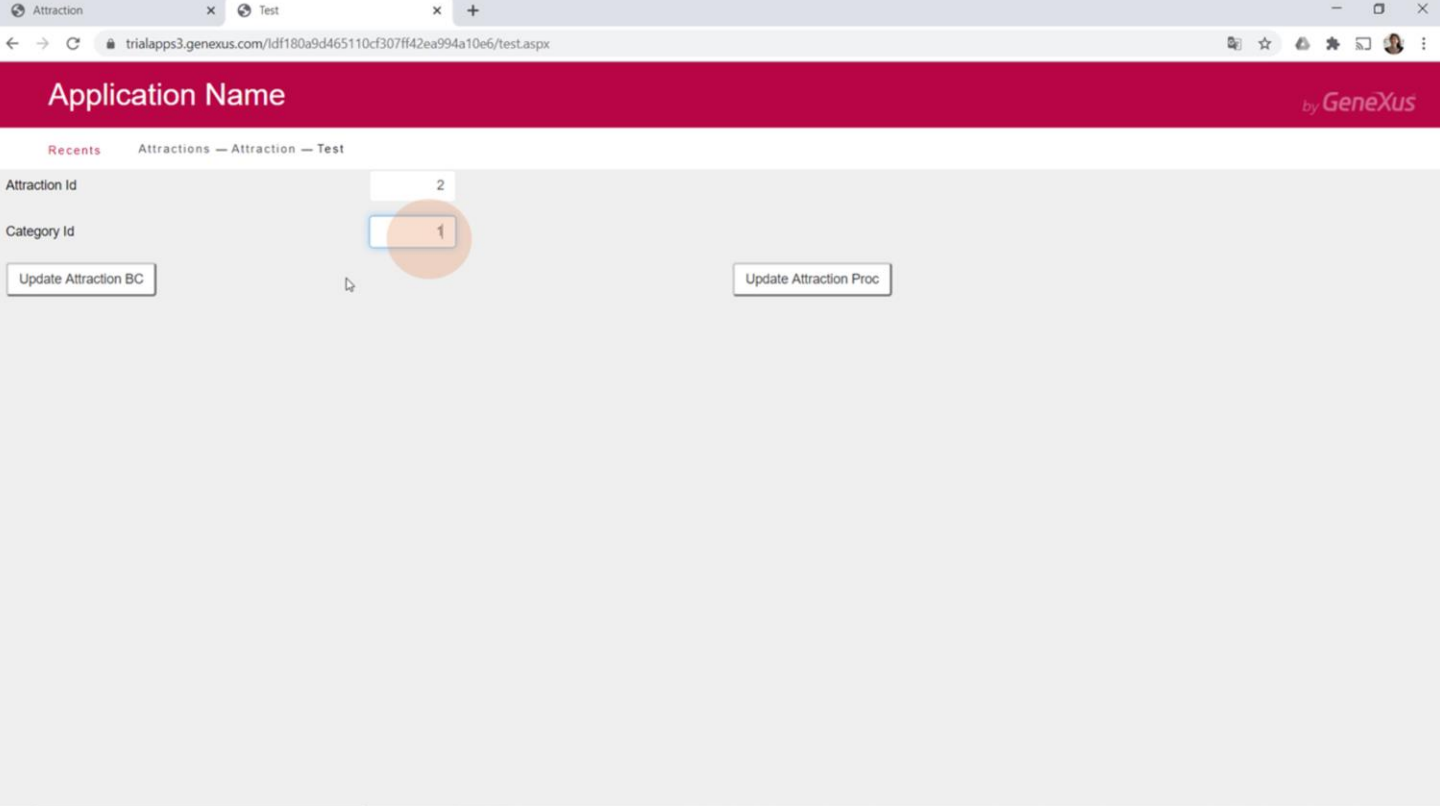 Attraction
Test
trialapps3.genexus.com/Idf180a9d465110cf307ff42ea994a10e6/test.aspx
Application Name
by GeneXus
Recents Attractions — Attraction — Test
Attraction Id 2
Category Id 1
Update Attraction BC Update Attraction Proc